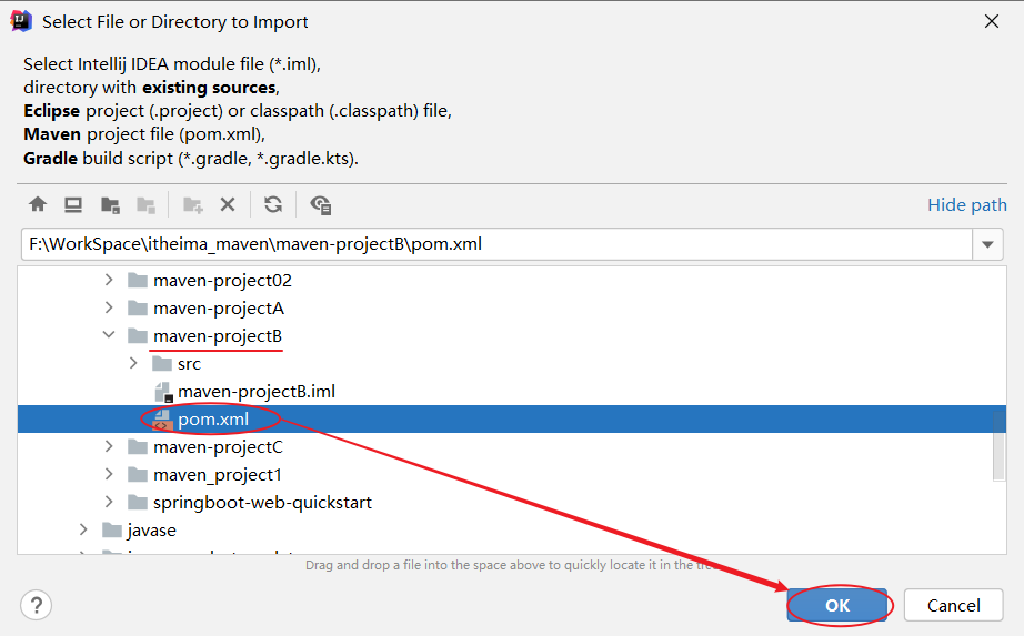 Select File or Directory to Import
Select Intellij IDEA module file (*.iml),
directory with existing sources,
Eclipse project (.project) or classpath (.classpath) file,
Maven project file (pom.xml),
Gradle build script (*.gradle, *.gradle.kts).
Hide path
F:\WorkSpace\itheima_maven\maven-projectB\pom.xml
maven-project02
maven-projectA
maven-projectB
src
maven-projectB.iml
pom.xml
maven-projectC
maven_project1
springboot-web-quickstart
javase
Drag and drop a file into the space above to quickly locate it in the
? OK Cancel